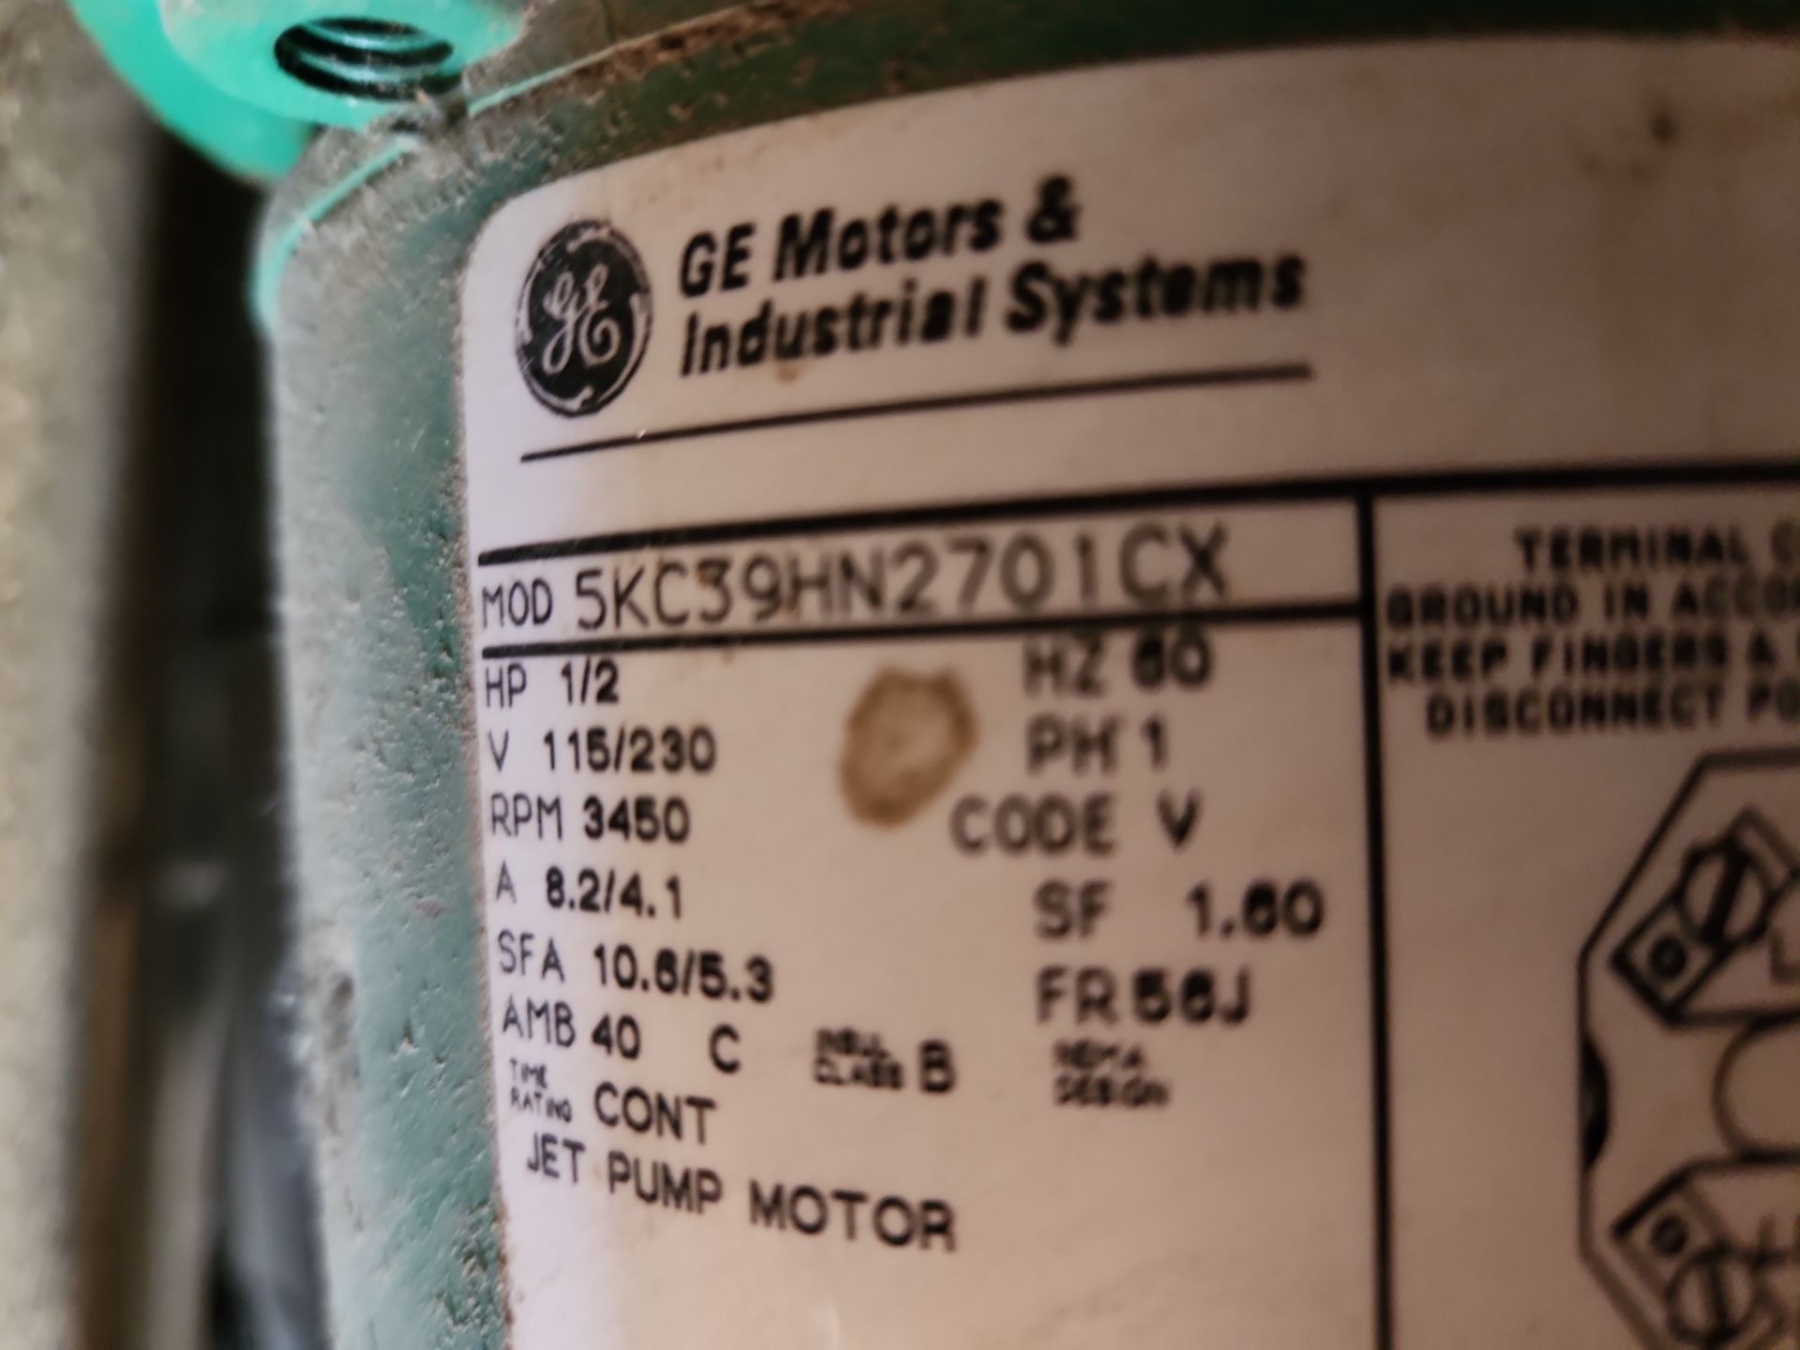 GE
GE Motors &
Industrial Systems
MOD 5KC39HN2701CX
HP 1/2
HZ 60
V 115/230
PH 1
RPM 3450
CODE V
A 8.2/4.1
SF 1.60
SFA 10.6/5.3
FR 56J
AMB 40 C
INSUL
CLASS B
NEMA
DESIGN
TIME
RATING CONT
JET PUMP MOTOR
TERMINAL
GROUND IN
KEEP FINGERS &
DISCONNECT